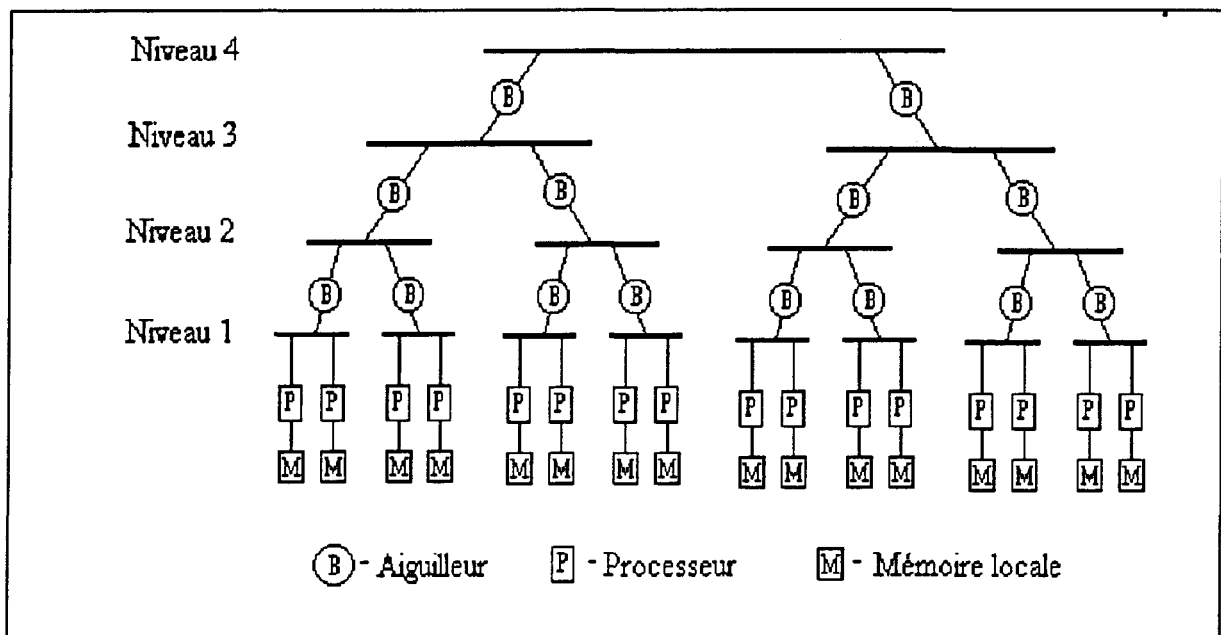 Niveau 4
B B
Niveau 3
B B B B
Niveau 2
B B B B B B B B
Niveau 1
P P P P P P P P P P P P P P P P
M M M M M M M M M M M M M M M M
B - Aiguilleur P - Processeur M - Mémoire locale